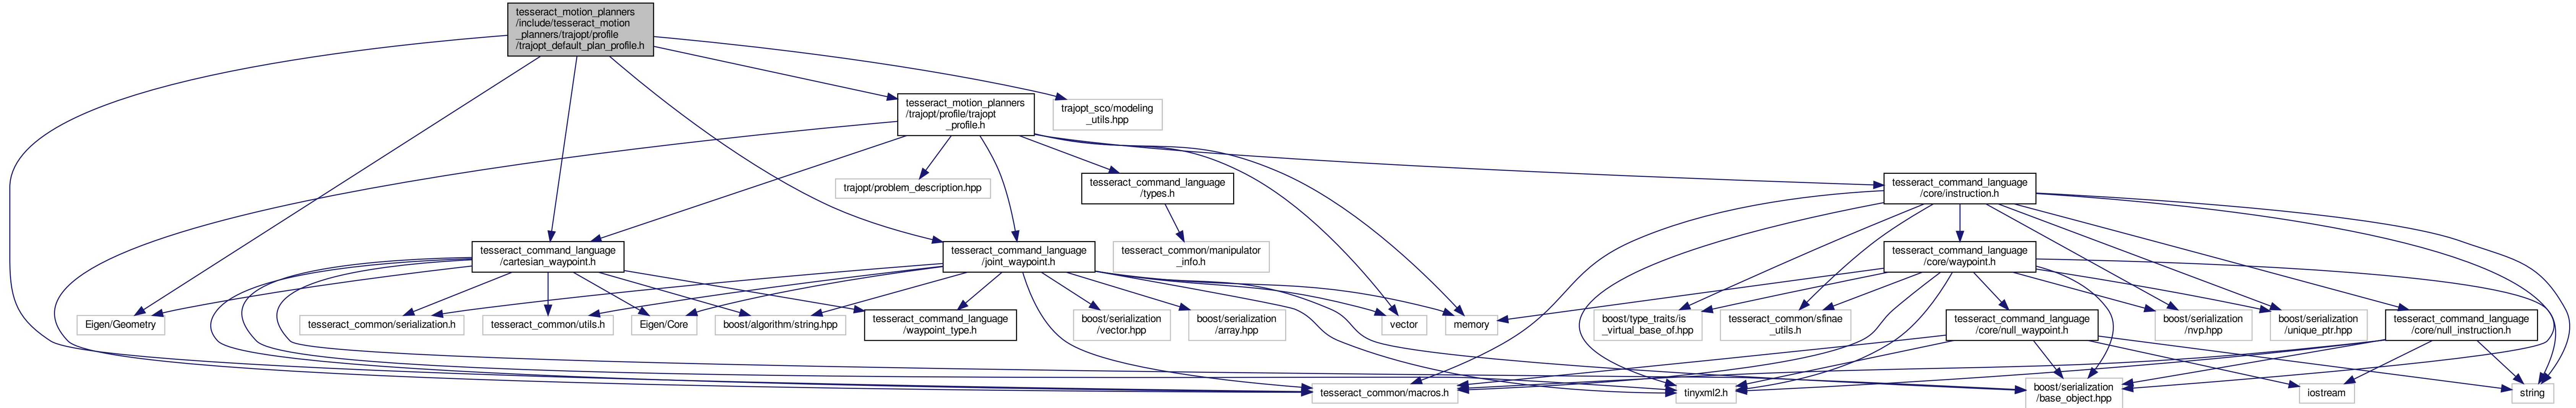 tesseract_motion_planners
/include/tesseract_motion
_planners/trajopt/profile
/trajopt_default_plan_profile.h
tesseract_motion_planners
/trajopt/profile/trajopt
_profile.h
trajopt_sco/modeling
_utils.hpp
trajopt/problem_description.hpp
tesseract_command_language
/types.h
tesseract_command_language
/core/instruction.h
tesseract_command_language
/cartesian_waypoint.h
tesseract_command_language
/joint_waypoint.h
tesseract_common/manipulator
_info.h
tesseract_command_language
/core/waypoint.h
Eigen/Geometry
tesseract_common/serialization.h
tesseract_common/utils.h
Eigen/Core
boost/algorithm/string.hpp
tesseract_command_language
/waypoint_type.h
boost/serialization
/vector.hpp
boost/serialization
/array.hpp
vector
memory
boost/type_traits/is
_virtual_base_of.hpp
tesseract_common/sfinae
_utils.h
tesseract_command_language
/core/null_waypoint.h
boost/serialization
/nvp.hpp
boost/serialization
/unique_ptr.hpp
tesseract_command_language
/core/null_instruction.h
tesseract_common/macros.h
tinyxml2.h
boost/serialization
/base_object.hpp
iostream
string